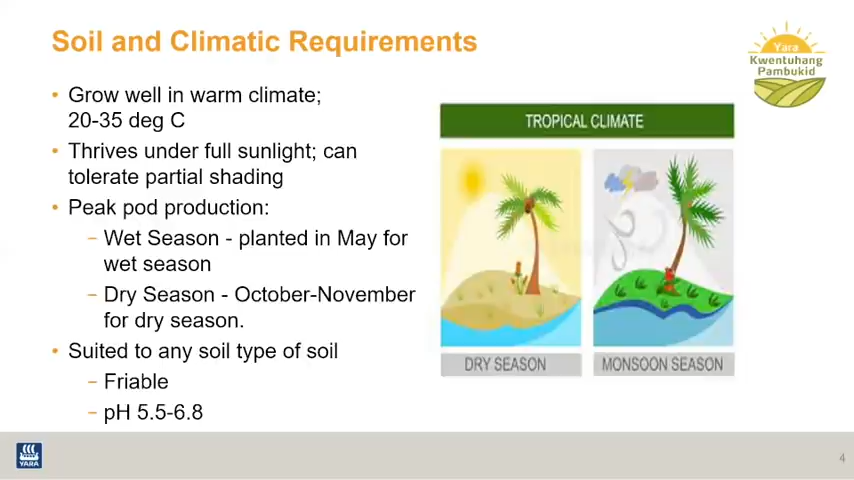 Soil and Climatic Requirements
Yara
Kwentuhang
Pambukid
• Grow well in warm climate;
20-35 deg C
• Thrives under full sunlight; can
tolerate partial shading
• Peak pod production:
− Wet Season - planted in May for
wet season
− Dry Season - October-November
for dry season.
• Suited to any soil type of soil
− Friable
− pH 5.5-6.8
TROPICAL CLIMATE
DRY SEASON
MONSOON SEASON
YARA
4